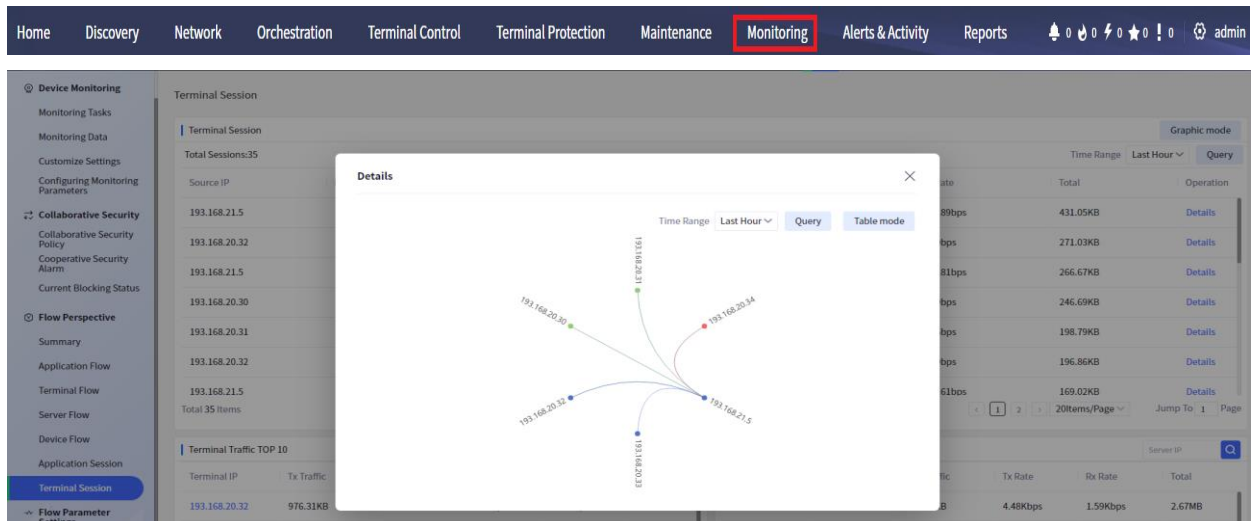 Home Discovery Network Orchestration Terminal Control Terminal Protection Maintenance Monitoring Alerts & Activity Reports 0 0 0 0 0 admin
Device Monitoring
Monitoring Tasks
Monitoring Data
Customize Settings
Configuring Monitoring
Parameters
Collaborative Security
Collaborative Security
Policy
Cooperative Security
Alarm
Current Blocking Status
Flow Perspective
Summary
Application Flow
Terminal Flow
Server Flow
Device Flow
Application Session
Terminal Session
Flow Parameter
Terminal Session
Terminal Session Graphic mode
Total Sessions:35 Time Range Last Hour Query
Source IP ate Total Operation
193.168.21.5 89bps 431.05KB Details
193.168.20.32 bps 271.03KB Details
193.168.21.5 81bps 266.67KB Details
193.168.20.30 bps 246.69KB Details
193.168.20.31 bps 198.79KB Details
193.168.20.32 bps 196.86KB Details
193.168.21.5 61bps 169.02KB Details
Total 35 Items 1 2 20Items/Page Jump To 1 Page
Details
Time Range Last Hour Query Table mode
193.168.20.31
193.168.20.30
193.168.20.34
193.168.20.32
193.168.21.5
193.168.20.33
Terminal Traffic TOP 10 Server IP
Terminal IP Tx Traffic fic Tx Rate Rx Rate Total
193.168.20.32 976.31KB B 4.48Kbps 1.59Kbps 2.67MB